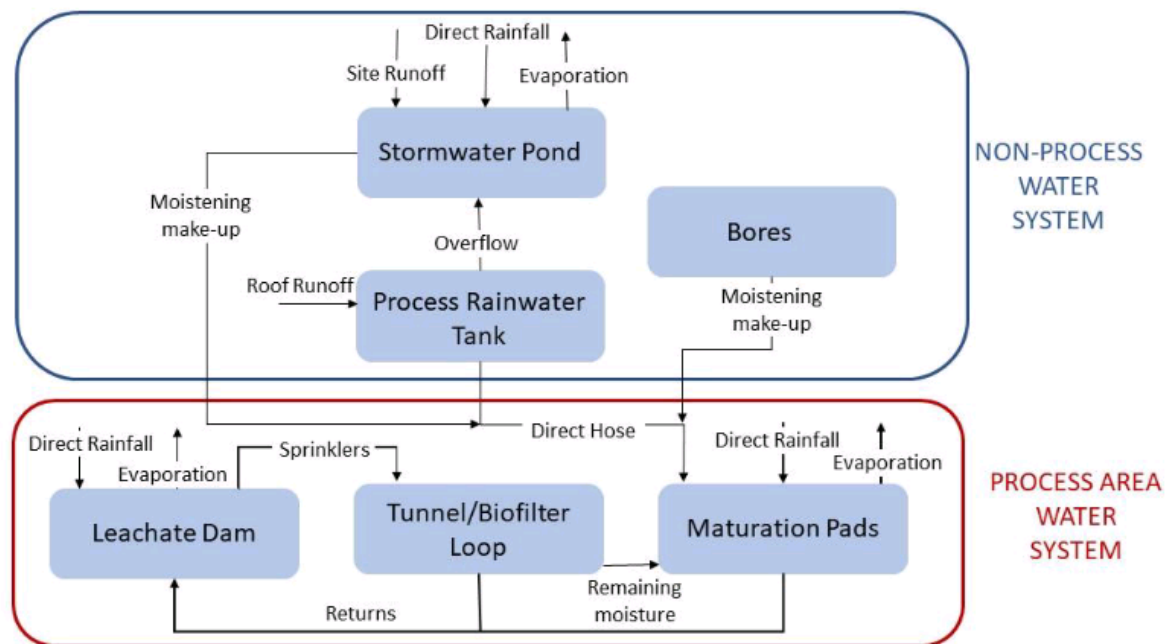 Direct Rainfall
Site Runoff
Evaporation
Stormwater Pond
NON-PROCESS
WATER
SYSTEM
Moistening
make-up
Bores
Overflow
Roof Runoff
Process Rainwater
Tank
Moistening
make-up
Direct Rainfall
Evaporation
Sprinklers
Direct Hose
Direct Rainfall
Evaporation
Leachate Dam
Tunnel/Biofilter
Loop
Maturation Pads
PROCESS AREA
WATER
SYSTEM
Returns
Remaining
moisture